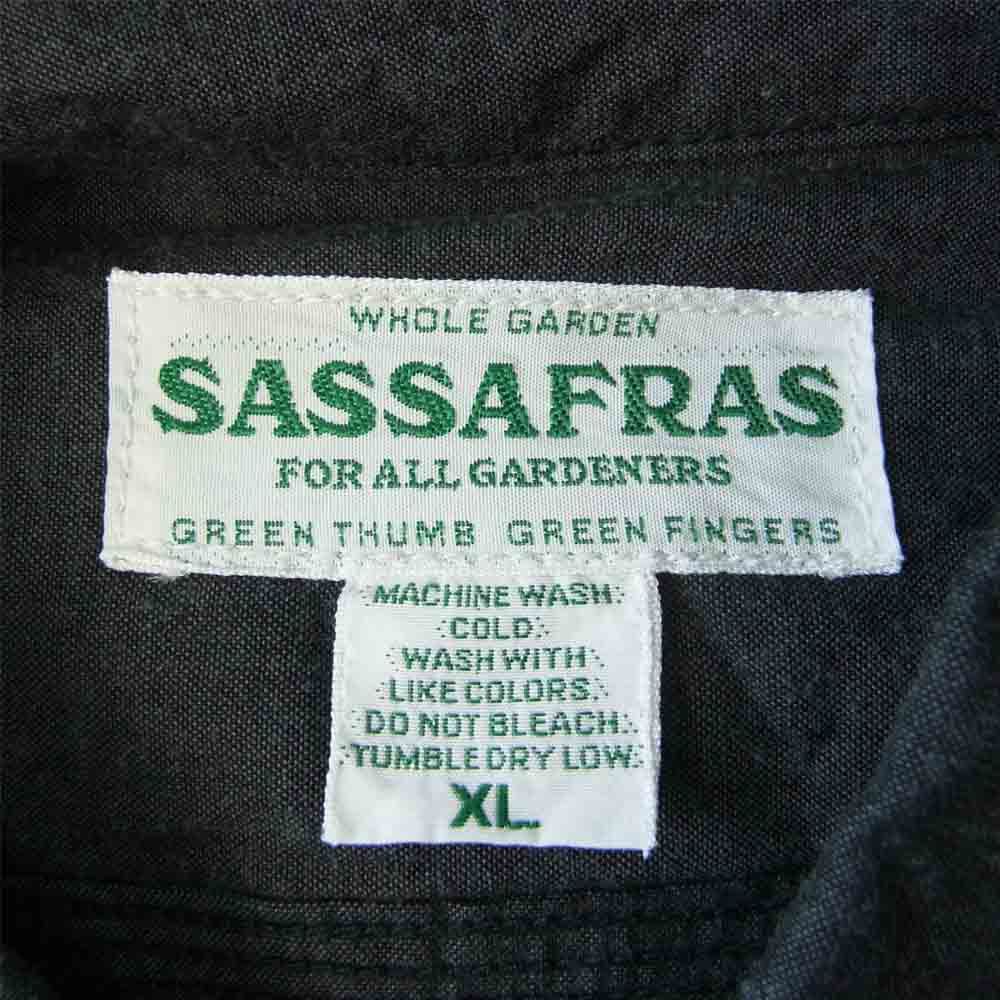 WHOLE GARDEN
SASSAFRAS
FOR ALL GARDENERS
GREEN THUMB GREEN FINGERS
MACHINE WASH
COLD
WASH WITH
LIKE COLORS
DO NOT BLEACH
TUMBLE DRY LOW
XL